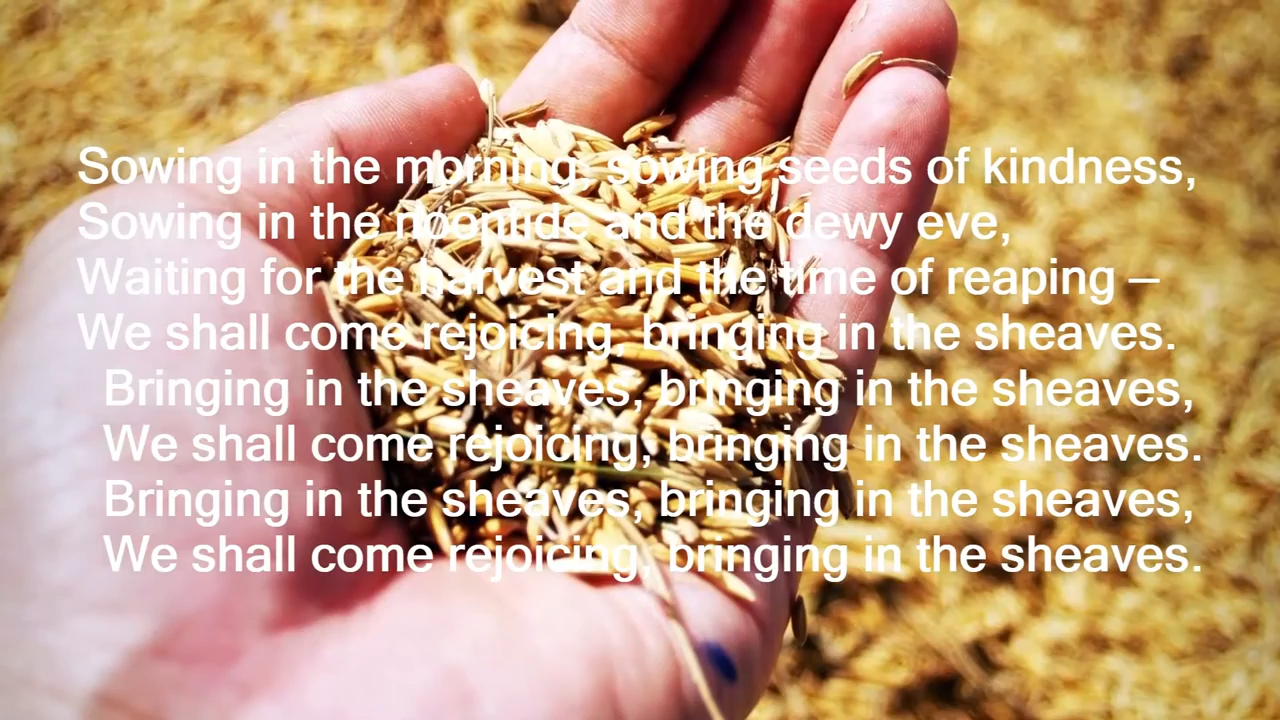 Sowing in the morning, sowing seeds of kindness,
Sowing in the noontide and the dewy eve,
Waiting for the harvest and the time of reaping —
We shall come rejoicing, bringing in the sheaves.
Bringing in the sheaves, bringing in the sheaves,
We shall come rejoicing, bringing in the sheaves.
Bringing in the sheaves, bringing in the sheaves,
We shall come rejoicing, bringing in the sheaves.